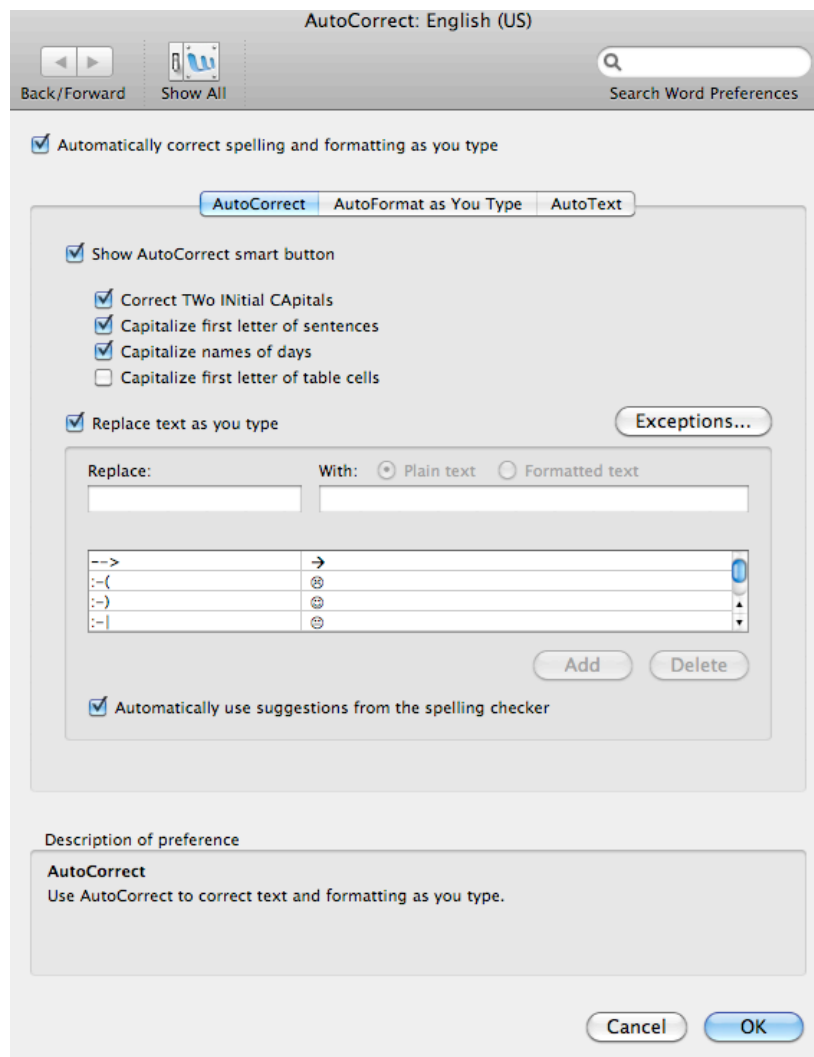 AutoCorrect: English (US)
Back/Forward
Show All
Search Word Preferences
Automatically correct spelling and formatting as you type
AutoCorrect AutoFormat as You Type AutoText
Show AutoCorrect smart button
Correct TWo INitial CApitals
Capitalize first letter of sentences
Capitalize names of days
Capitalize first letter of table cells
Replace text as you type
Exceptions...
Replace: With: Plain text Formatted text
--> →
:-( ☹
:-) ☺
:-| 😐
Add Delete
Automatically use suggestions from the spelling checker
Description of preference
AutoCorrect
Use AutoCorrect to correct text and formatting as you type.
Cancel OK